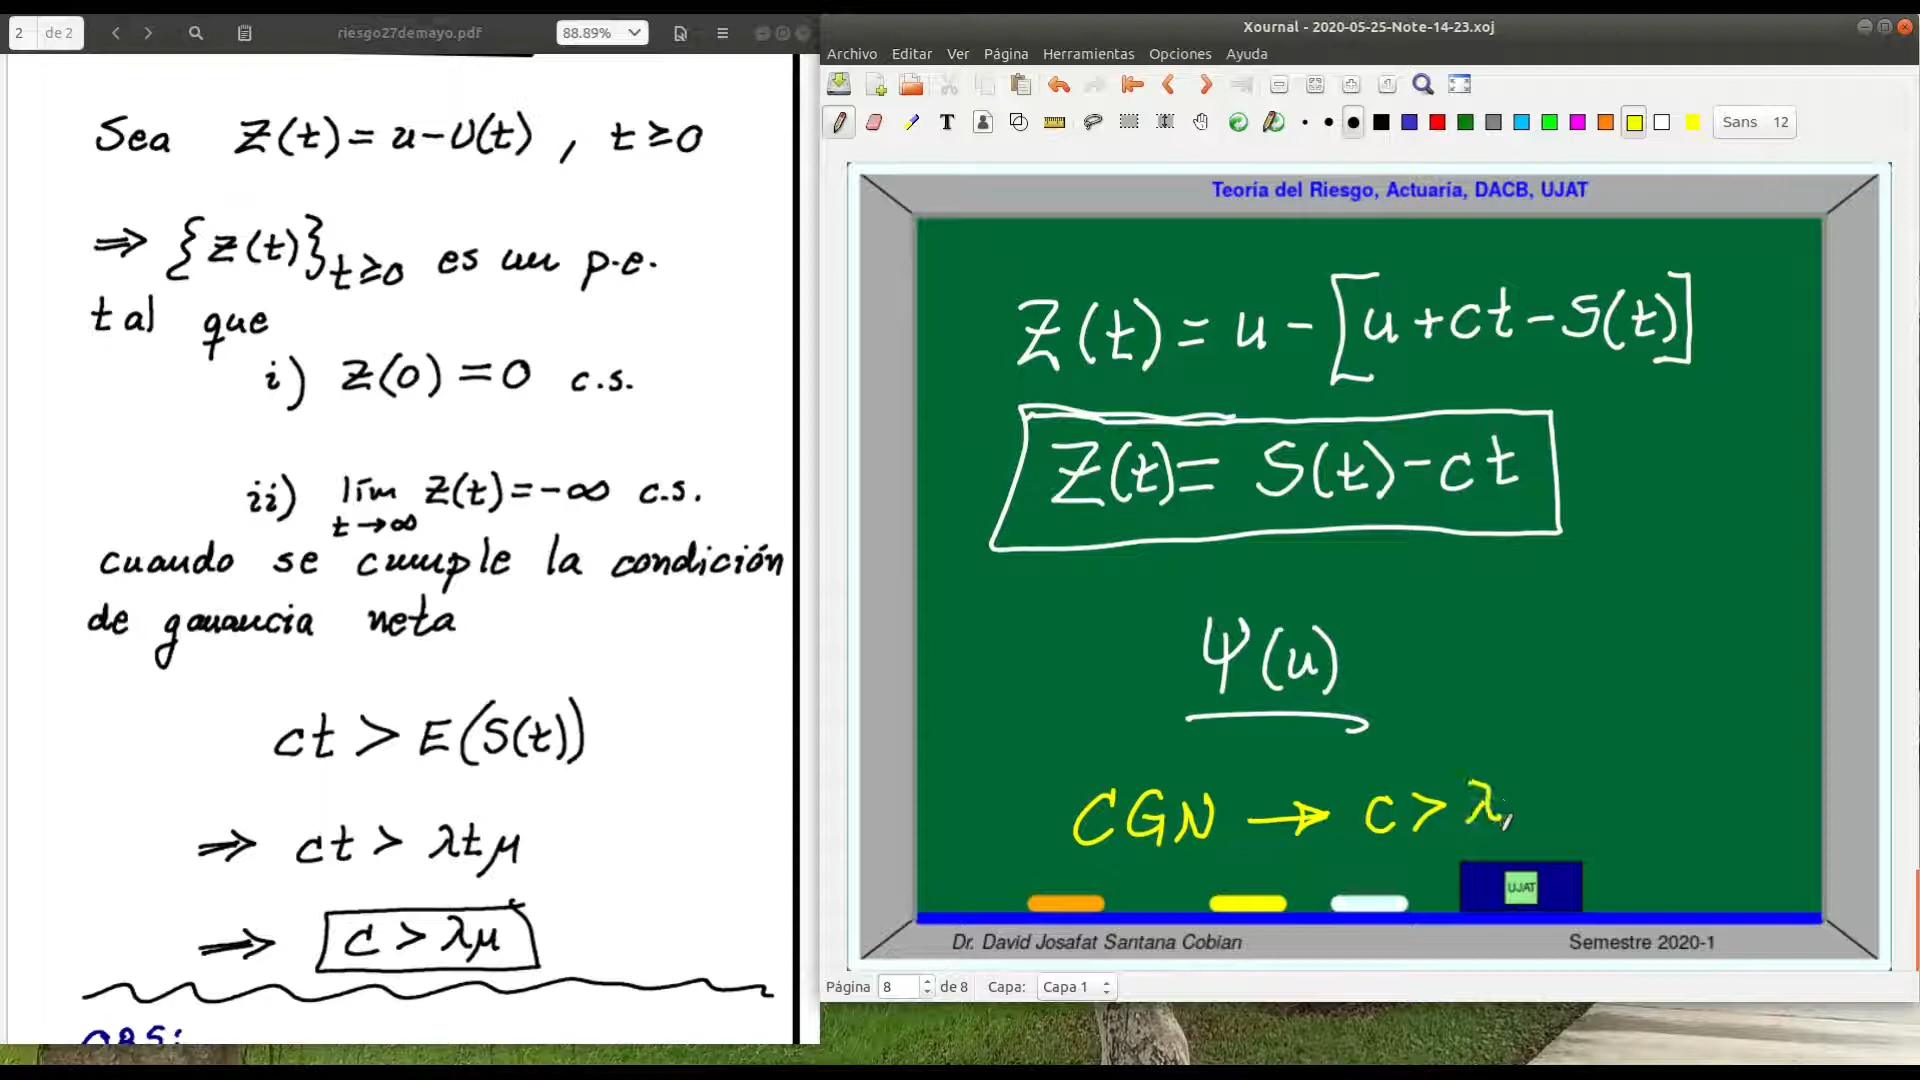 2 de 2
riesgo27demayo.pdf
88.89%
Sea Z(t) = u - U(t) , t ≥ 0
⇒ {Z(t)}t≥0 es un p.e.
tal que
i) Z(0) = 0 c.s.
ii) lím t→∞ Z(t) = -∞ c.s.
cuando se cumple la condición
de ganancia neta
ct > E(S(t))
⇒ ct > λtμ
⇒ c > λμ
OBS:
Xournal - 2020-05-25-Note-14-23.xoj
Archivo Editar Ver Página Herramientas Opciones Ayuda
T
Sans 12
Teoría del Riesgo, Actuaría, DACB, UJAT
Z(t) = u - [u + ct - S(t)]
Z(t) = S(t) - ct
Ψ(u)
CGN → c > λ
UJAT
Dr. David Josafat Santana Cobian
Semestre 2020-1
Página 8 de 8 Capa: Capa 1